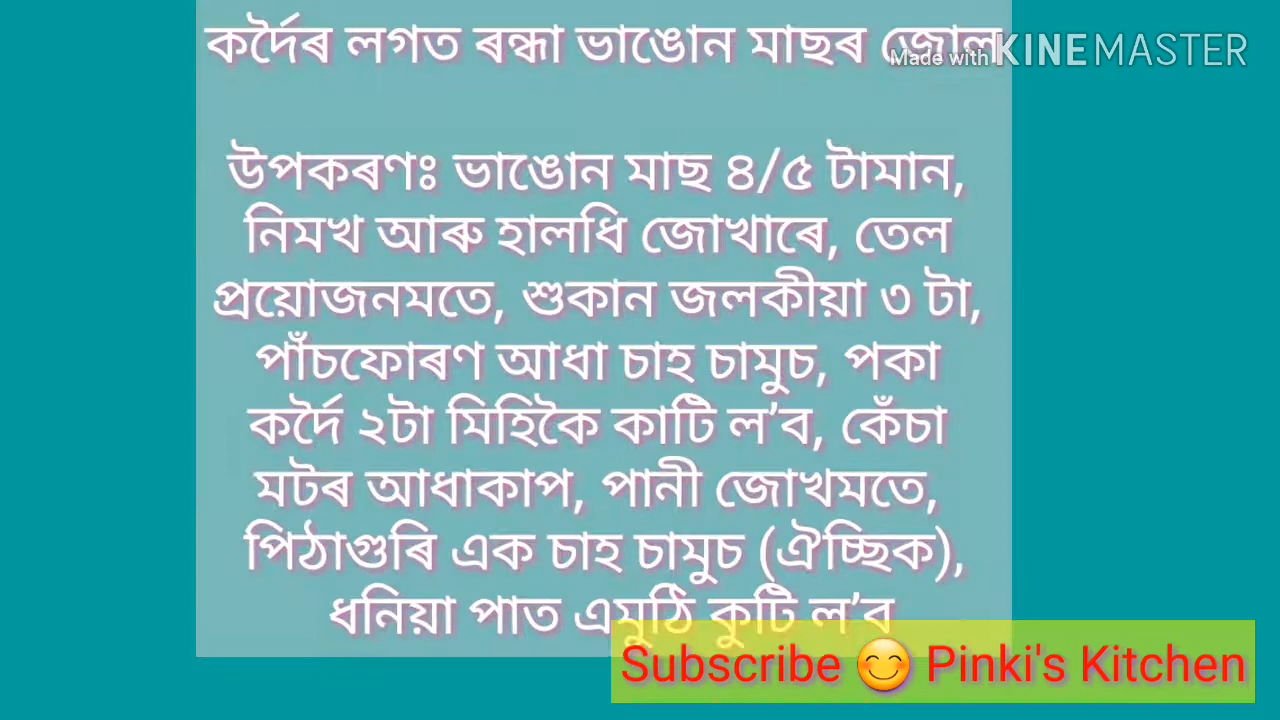 কৰ্দৈৰ লগত ৰন্ধা ভাঙোন মাছৰ জোল
Made with KINEMASTER
উপকৰণঃ ভাঙোন মাছ ৪/৫ টামান,
নিমখ আৰু হালধি জোখাৰে, তেল
প্ৰয়োজনমতে, শুকান জলকীয়া ৩ টা,
পাঁচফোৰণ আধা চাহ চামুচ, পকা
কৰ্দৈ ২টা মিহিকৈ কাটি ল’ব, কেঁচা
মটৰ আধাকাপ, পানী জোখমতে,
পিঠাগুৰি এক চাহ চামুচ (ঐচ্ছিক),
ধনিয়া পাত এমুঠি কুটি ল’ব
Subscribe 😊 Pinki's Kitchen